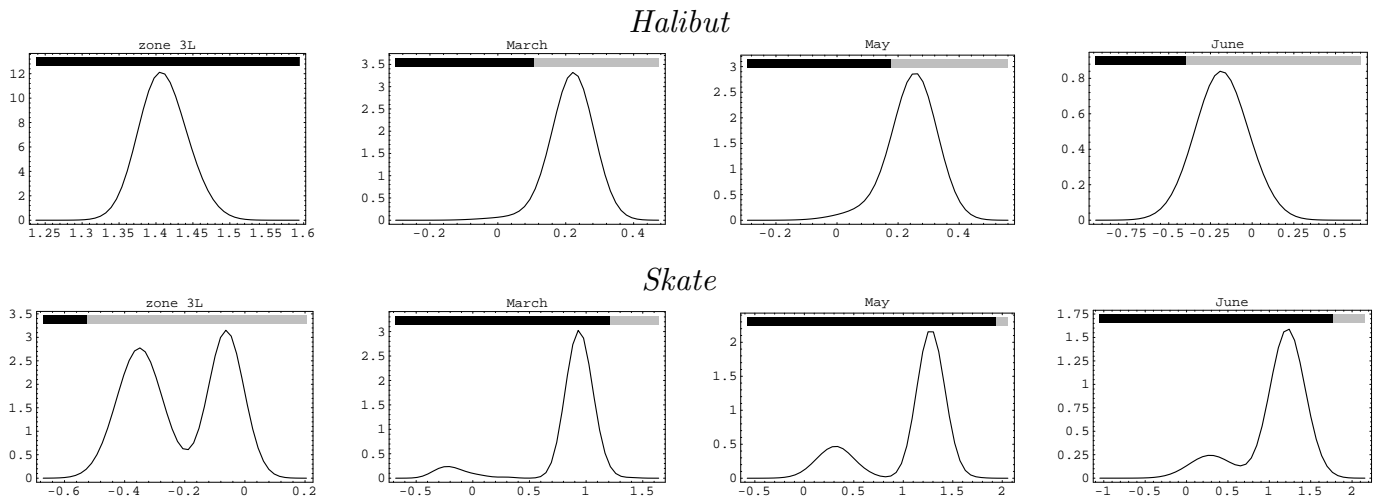 Halibut
zone 3L March May June
12 10 8 6 4 2 0
1.25 1.3 1.35 1.4 1.45 1.5 1.55 1.6
3.5 3 2.5 2 1.5 1 0.5 0
-0.2 0 0.2 0.4
3 2.5 2 1.5 1 0.5 0
-0.2 0 0.2 0.4
0.8 0.6 0.4 0.2 0
-0.75 -0.5 -0.25 0 0.25 0.5
Skate
zone 3L March May June
3.5 3 2.5 2 1.5 1 0.5 0
-0.6 -0.4 -0.2 0 0.2
3 2.5 2 1.5 1 0.5 0
-0.5 0 0.5 1 1.5
2 1.5 1 0.5 0
-0.5 0 0.5 1 1.5 2
1.75 1.5 1.25 1 0.75 0.5 0.25 0
-1 -0.5 0 0.5 1 1.5 2